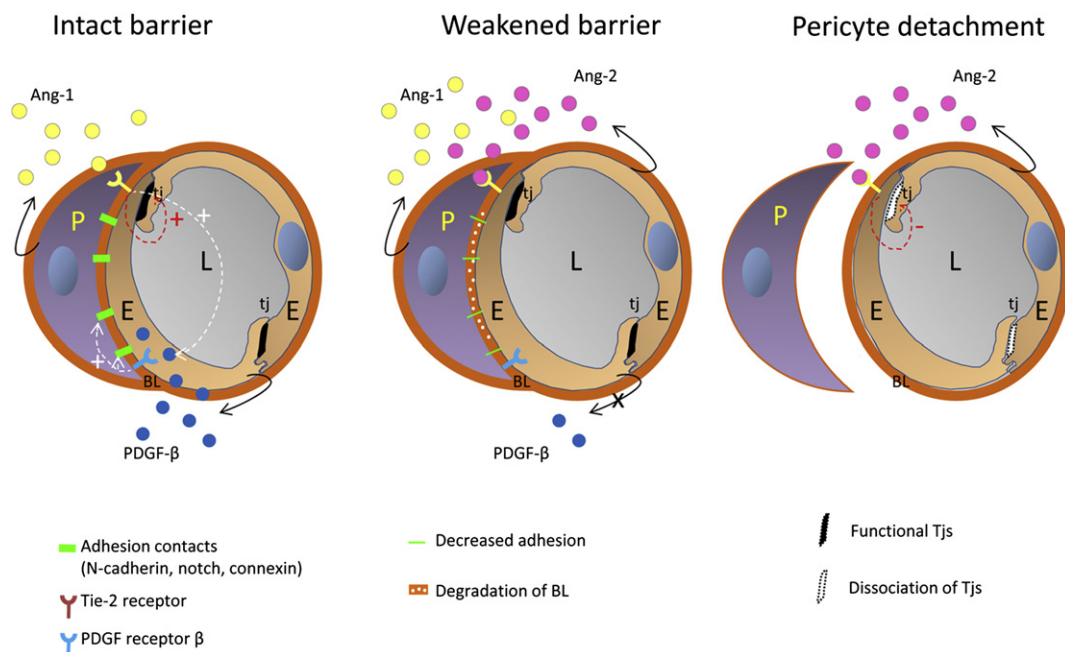 Intact barrier
Weakened barrier
Pericyte detachment
Ang-1
P
tj
+
+
L
E
tj
E
+
BL
PDGF-β
Ang-1
Ang-2
P
tj
L
E
tj
E
BL
x
PDGF-β
Ang-2
P
tj
-
L
E
tj
E
BL
Adhesion contacts
(N-cadherin, notch, connexin)
Tie-2 receptor
PDGF receptor β
Decreased adhesion
Degradation of BL
Functional Tjs
Dissociation of Tjs